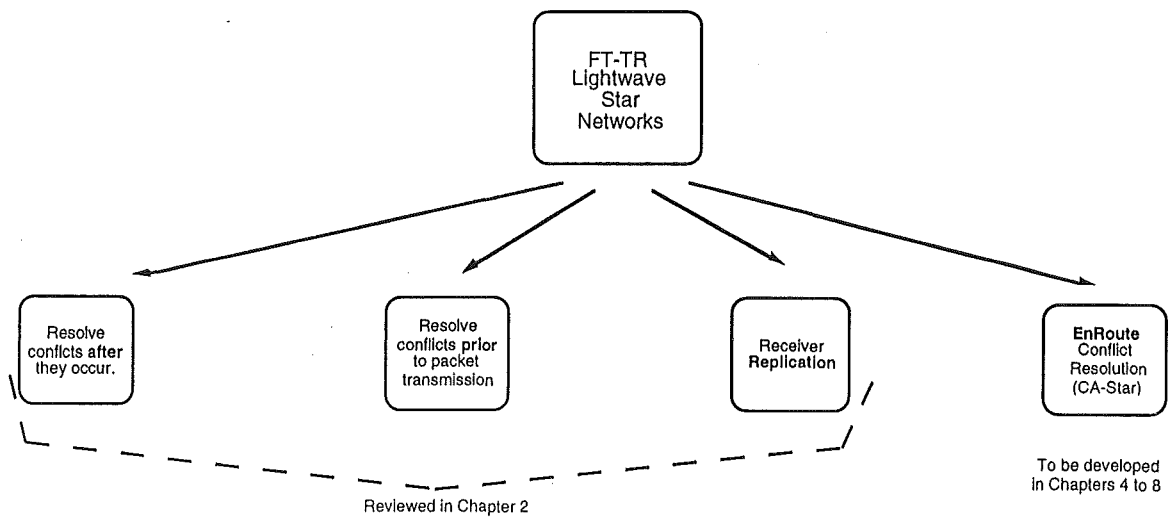 FT-TR
Lightwave
Star
Networks
Resolve
conflicts after
they occur.
Resolve
conflicts prior
to packet
transmission
Receiver
Replication
EnRoute
Conflict
Resolution
(CA-Star)
Reviewed in Chapter 2
To be developed
in Chapters 4 to 8